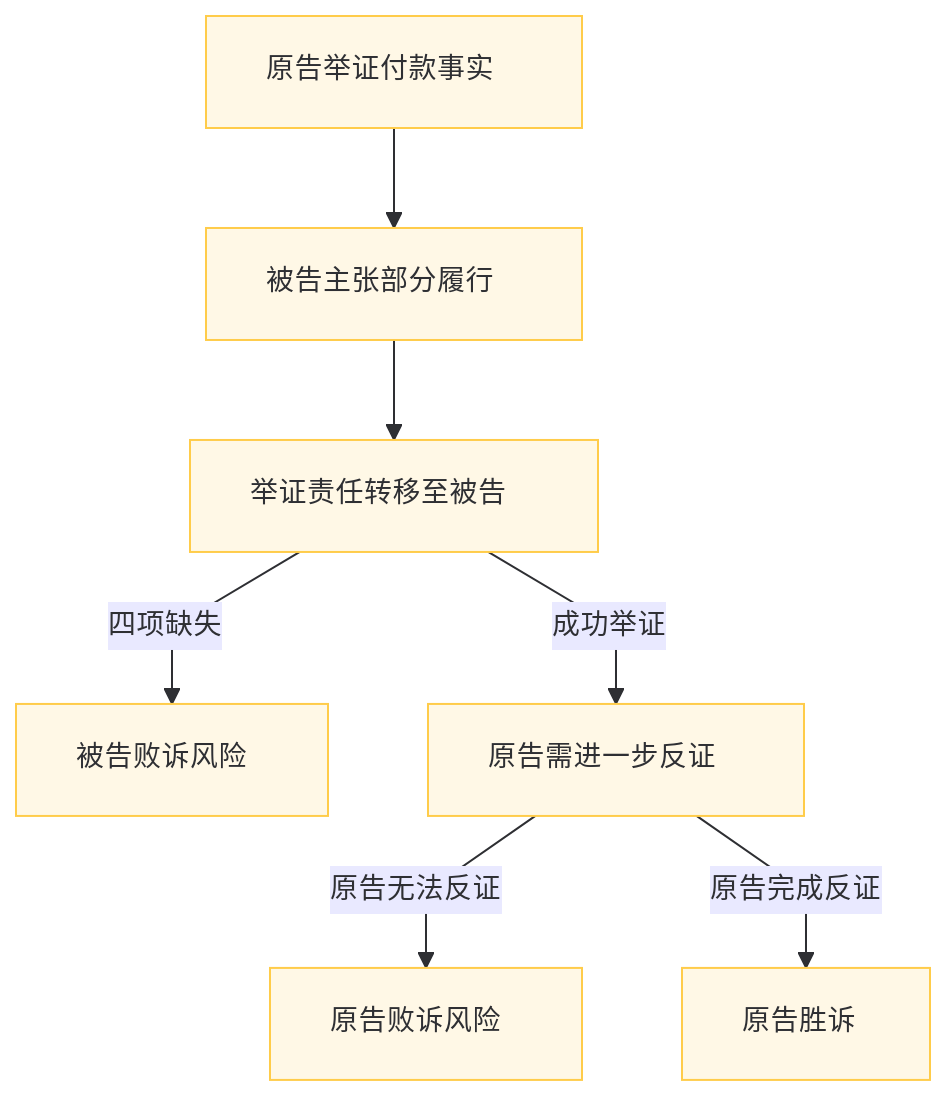 原告举证付款事实
被告主张部分履行
举证责任转移至被告
四项缺失
成功举证
被告败诉风险
原告需进一步反证
原告无法反证
原告完成反证
原告败诉风险
原告胜诉